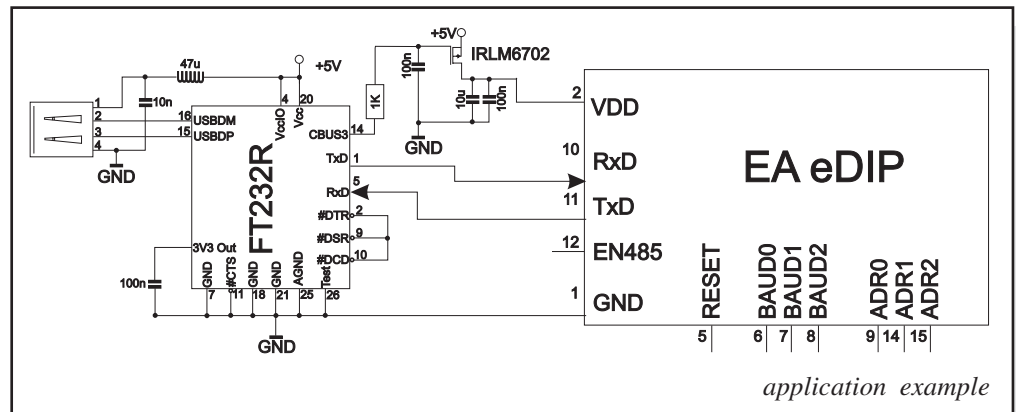 +5V
IRLM6702
47u
+5V
100n
10u
100n
1K
10n
1
2
3
4
GND
4
20
VccIO
Vcc
16
USBDM
15
USBDP
CBUS3
14
GND
2
VDD
TxD
1
10
RxD
EA eDIP
FT232R
RxD
5
11
TxD
#DTR
2
#DSR
9
#DCD
10
12
EN485
3V3 Out
100n
GND
#CTS
GND
GND
AGND
Test
7
11
18
21
25
26
1
GND
GND
RESET
BAUD0
BAUD1
BAUD2
ADR0
ADR1
ADR2
5
6
7
8
9
14
15
application example